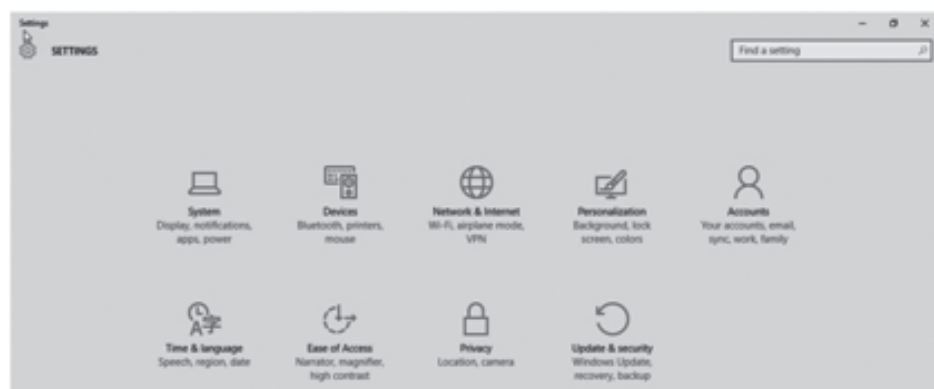 Settings
SETTINGS
Find a setting
System
Display, notifications,
apps, power
Devices
Bluetooth, printers,
mouse
Network & Internet
Wi-Fi, airplane mode,
VPN
Personalization
Background, lock
screen, colors
Accounts
Your accounts, email,
sync, work, family
Time & language
Speech, region, date
Ease of Access
Narrator, magnifier,
high contrast
Privacy
Location, camera
Update & security
Windows Update,
recovery, backup